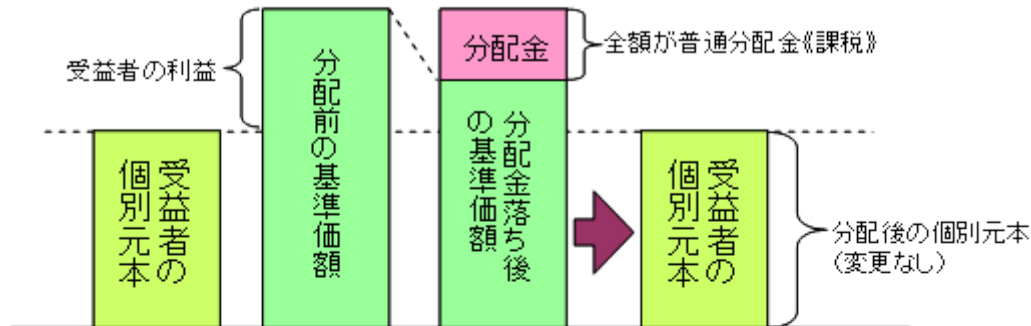 受益者の利益
受益者の
個別元本
分配前の基準価額
分配金
全額が普通分配金《課税》
分配金落ち後
の基準価額
受益者の
個別元本
分配後の個別元本
（変更なし）